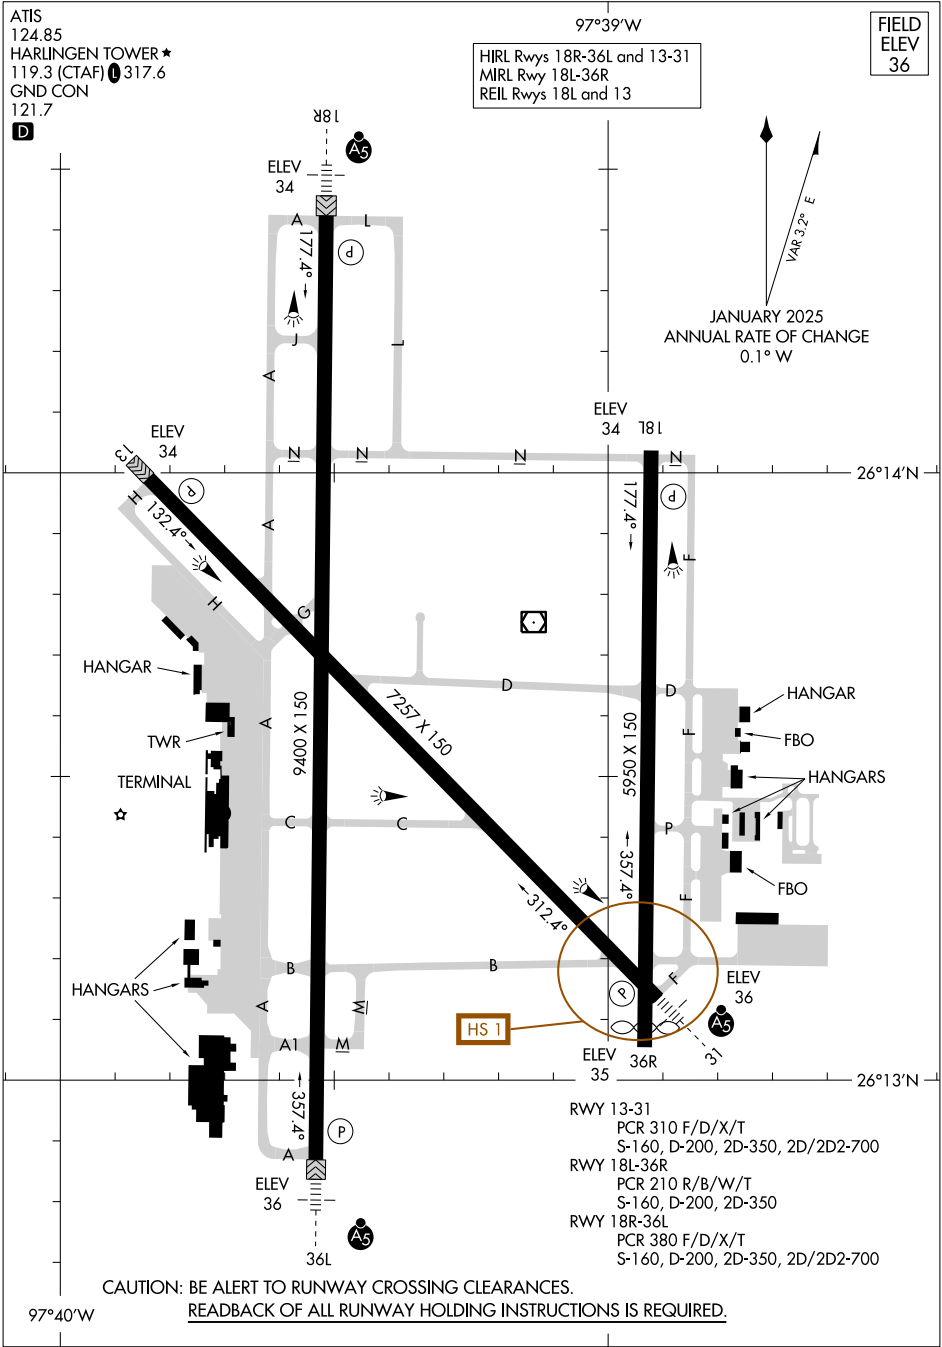 ATIS
124.85
HARLINGEN TOWER ★
119.3 (CTAF) L 317.6
GND CON
121.7
D
97°39'W
HIRL Rwys 18R-36L and 13-31
MIRL Rwy 18L-36R
REIL Rwys 18L and 13
FIELD
ELEV
36
VAR 3.2° E
JANUARY 2025
ANNUAL RATE OF CHANGE
0.1° W
18R
A5
ELEV
34
A
L
177.4°
P
J
L
A
ELEV
34
18L
ELEV
34
13
N
N
N
N
26°14'N
P
H
132.4°
A
177.4°
P
F
H
G
HANGAR
D
D
HANGAR
A
9400 X 150
7257 X 150
5950 X 150
F
TWR
FBO
TERMINAL
HANGARS
C
C
P
357.4°
312.4°
FBO
F
B
B
F
ELEV
36
HANGARS
A
M
P
HS 1
A5
A1
M
31
ELEV
35
36R
26°13'N
357.4°
P
A
ELEV
36
A5
36L
RWY 13-31
PCR 310 F/D/X/T
S-160, D-200, 2D-350, 2D/2D2-700
RWY 18L-36R
PCR 210 R/B/W/T
S-160, D-200, 2D-350
RWY 18R-36L
PCR 380 F/D/X/T
S-160, D-200, 2D-350, 2D/2D2-700
CAUTION: BE ALERT TO RUNWAY CROSSING CLEARANCES.
READBACK OF ALL RUNWAY HOLDING INSTRUCTIONS IS REQUIRED.
97°40'W